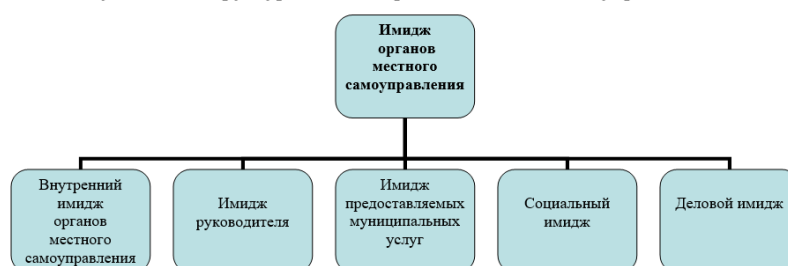 Имидж
органов
местного
самоуправления
Внутренний
имидж
органов
местного
самоуправления
Имидж
руководителя
Имидж
предоставляемых
муниципальных
услуг
Социальный
имидж
Деловой имидж